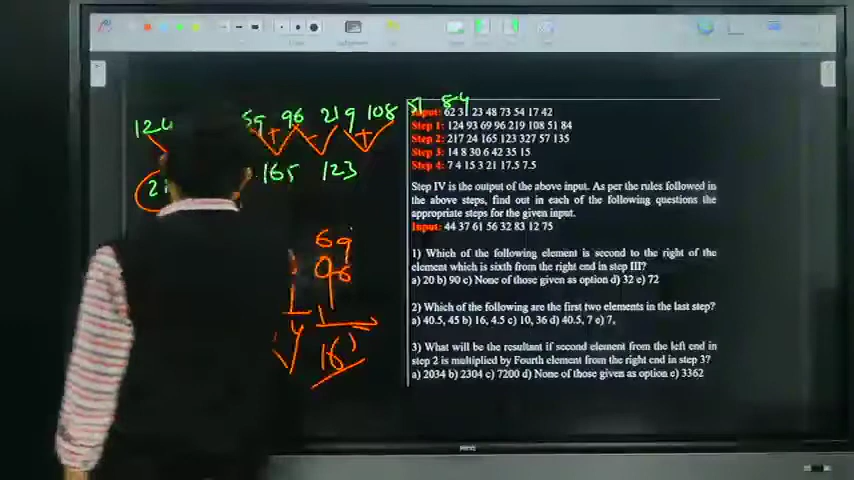 124 59 96 219 108 51 84
165 123
69
96
Input: 62 31 23 48 73 54 17 42
Step 1: 124 93 69 96 219 108 51 84
Step 2: 217 24 165 123 327 57 135
Step 3: 14 8 30 6 42 35 15
Step 4: 7 4 15 3 21 17.5 7.5
Step IV is the output of the above input. As per the rules followed in
the above steps, find out in each of the following questions the
appropriate steps for the given input.
Input: 44 37 61 56 32 83 12 75
1) Which of the following element is second to the right of the
element which is sixth from the right end in step III?
a) 20 b) 90 c) None of those given as option d) 32 e) 72
2) Which of the following are the first two elements in the last step?
a) 40.5, 45 b) 16, 4.5 c) 10, 36 d) 40.5, 7 e) 7,
3) What will be the resultant if second element from the left end in
step 2 is multiplied by Fourth element from the right end in step 3?
a) 2034 b) 2304 c) 7200 d) None of those given as option e) 3362